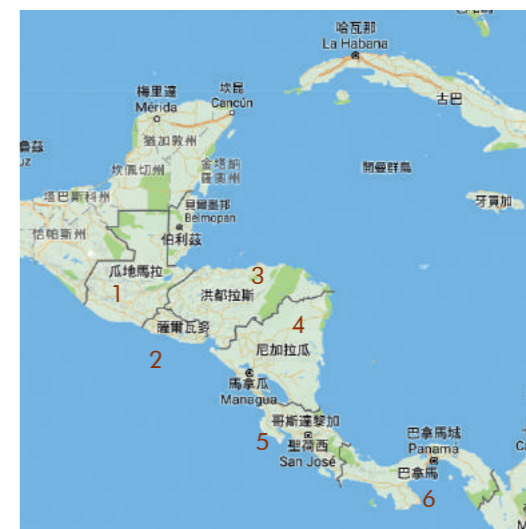 哈瓦那
La Habana
梅里達
Mérida
坎昆
Cancún
古巴
猶加敦州
坎佩切州
金塔納
羅奧州
開曼群島
牙買加
塔巴斯科州
恰帕斯州
貝爾墨邦
Belmopan
伯利茲
瓜地馬拉
1
3
洪都拉斯
薩爾瓦多
2
4
尼加拉瓜
馬拿瓜
Managua
哥斯達黎加
5
聖荷西
San José
巴拿馬城
Panamá
巴拿馬
6